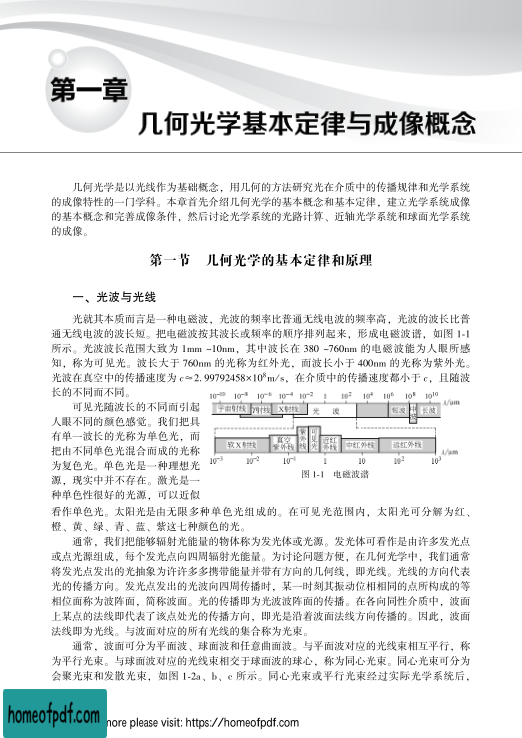 第一章
几何光学基本定律与成像概念
几何光学是以光线作为基础概念，用几何的方法研究光在介质中的传播规律和光学系统
的成像特性的一门学科。本章首先介绍几何光学的基本概念和基本定律，建立光学系统成像
的基本概念和完善成像条件，然后讨论光学系统的光路计算、近轴光学系统和球面光学系统
的成像。
第一节 几何光学的基本定律和原理
一、光波与光线
光就其本质而言是一种电磁波，光波的频率比普通无线电波的频率高，光波的波长比普
通无线电波的波长短。把电磁波按其波长或频率的顺序排列起来，形成电磁波谱，如图 1-1
所示。光波波长范围大致为 1mm ~10nm，其中波长在 380 ~760nm 的电磁波能为人眼所感
知，称为可见光。波长大于 760nm 的光称为红外光，而波长小于 400nm 的光称为紫外光。
光波在真空中的传播速度为 c≈2. 99792458×10⁸m/s，在介质中的传播速度都小于 c，且随波
长的不同而不同。
可见光随波长的不同而引起
人眼不同的颜色感觉。我们把具
有单一波长的光称为单色光，而
把由不同单色光混合而成的光称
为复色光。单色光是一种理想光
源，现实中并不存在。激光是一
种单色性很好的光源，可以近似
10⁻¹⁰ 10⁻⁸ 10⁻⁶ 10⁻⁴ 10⁻² 1 10² 10⁴ 10⁶ 10⁸ 10¹⁰ λ/μm
宇宙射线 γ射线 X射线 光 波 短波 中波 长波
软X射线 真空紫外线 紫外线 可见光 近红外线 中红外线 远红外线
10⁻³ 10⁻² 10⁻¹ 1 10 10² 10³ λ/μm
图 1-1 电磁波谱
看作单色光。太阳光是由无限多种单色光组成的。在可见光范围内，太阳光可分解为红、
橙、黄、绿、青、蓝、紫这七种颜色的光。
通常，我们把能够辐射光能量的物体称为发光体或光源。发光体可看作是由许多发光点
或点光源组成，每个发光点向四周辐射光能量。为讨论问题方便，在几何光学中，我们通常
将发光点发出的光抽象为许许多多携带能量并带有方向的几何线，即光线。光线的方向代表
光的传播方向。发光点发出的光波向四周传播时，某一时刻其振动位相相同的点所构成的等
相位面称为波阵面，简称波面。光的传播即为光波波阵面的传播。在各向同性介质中，波面
上某点的法线即代表了该点处光的传播方向，即光是沿着波面法线方向传播的。因此，波面
法线即为光线。与波面对应的所有光线的集合称为光束。
通常，波面可分为平面波、球面波和任意曲面波。与平面波对应的光线束相互平行，称
为平行光束。与球面波对应的光线束相交于球面波的球心，称为同心光束。同心光束可分为
会聚光束和发散光束，如图 1-2a、b、c 所示。同心光束或平行光束经过实际光学系统后，
homeofpdf.com
ore please visit: https://homeofpdf.com